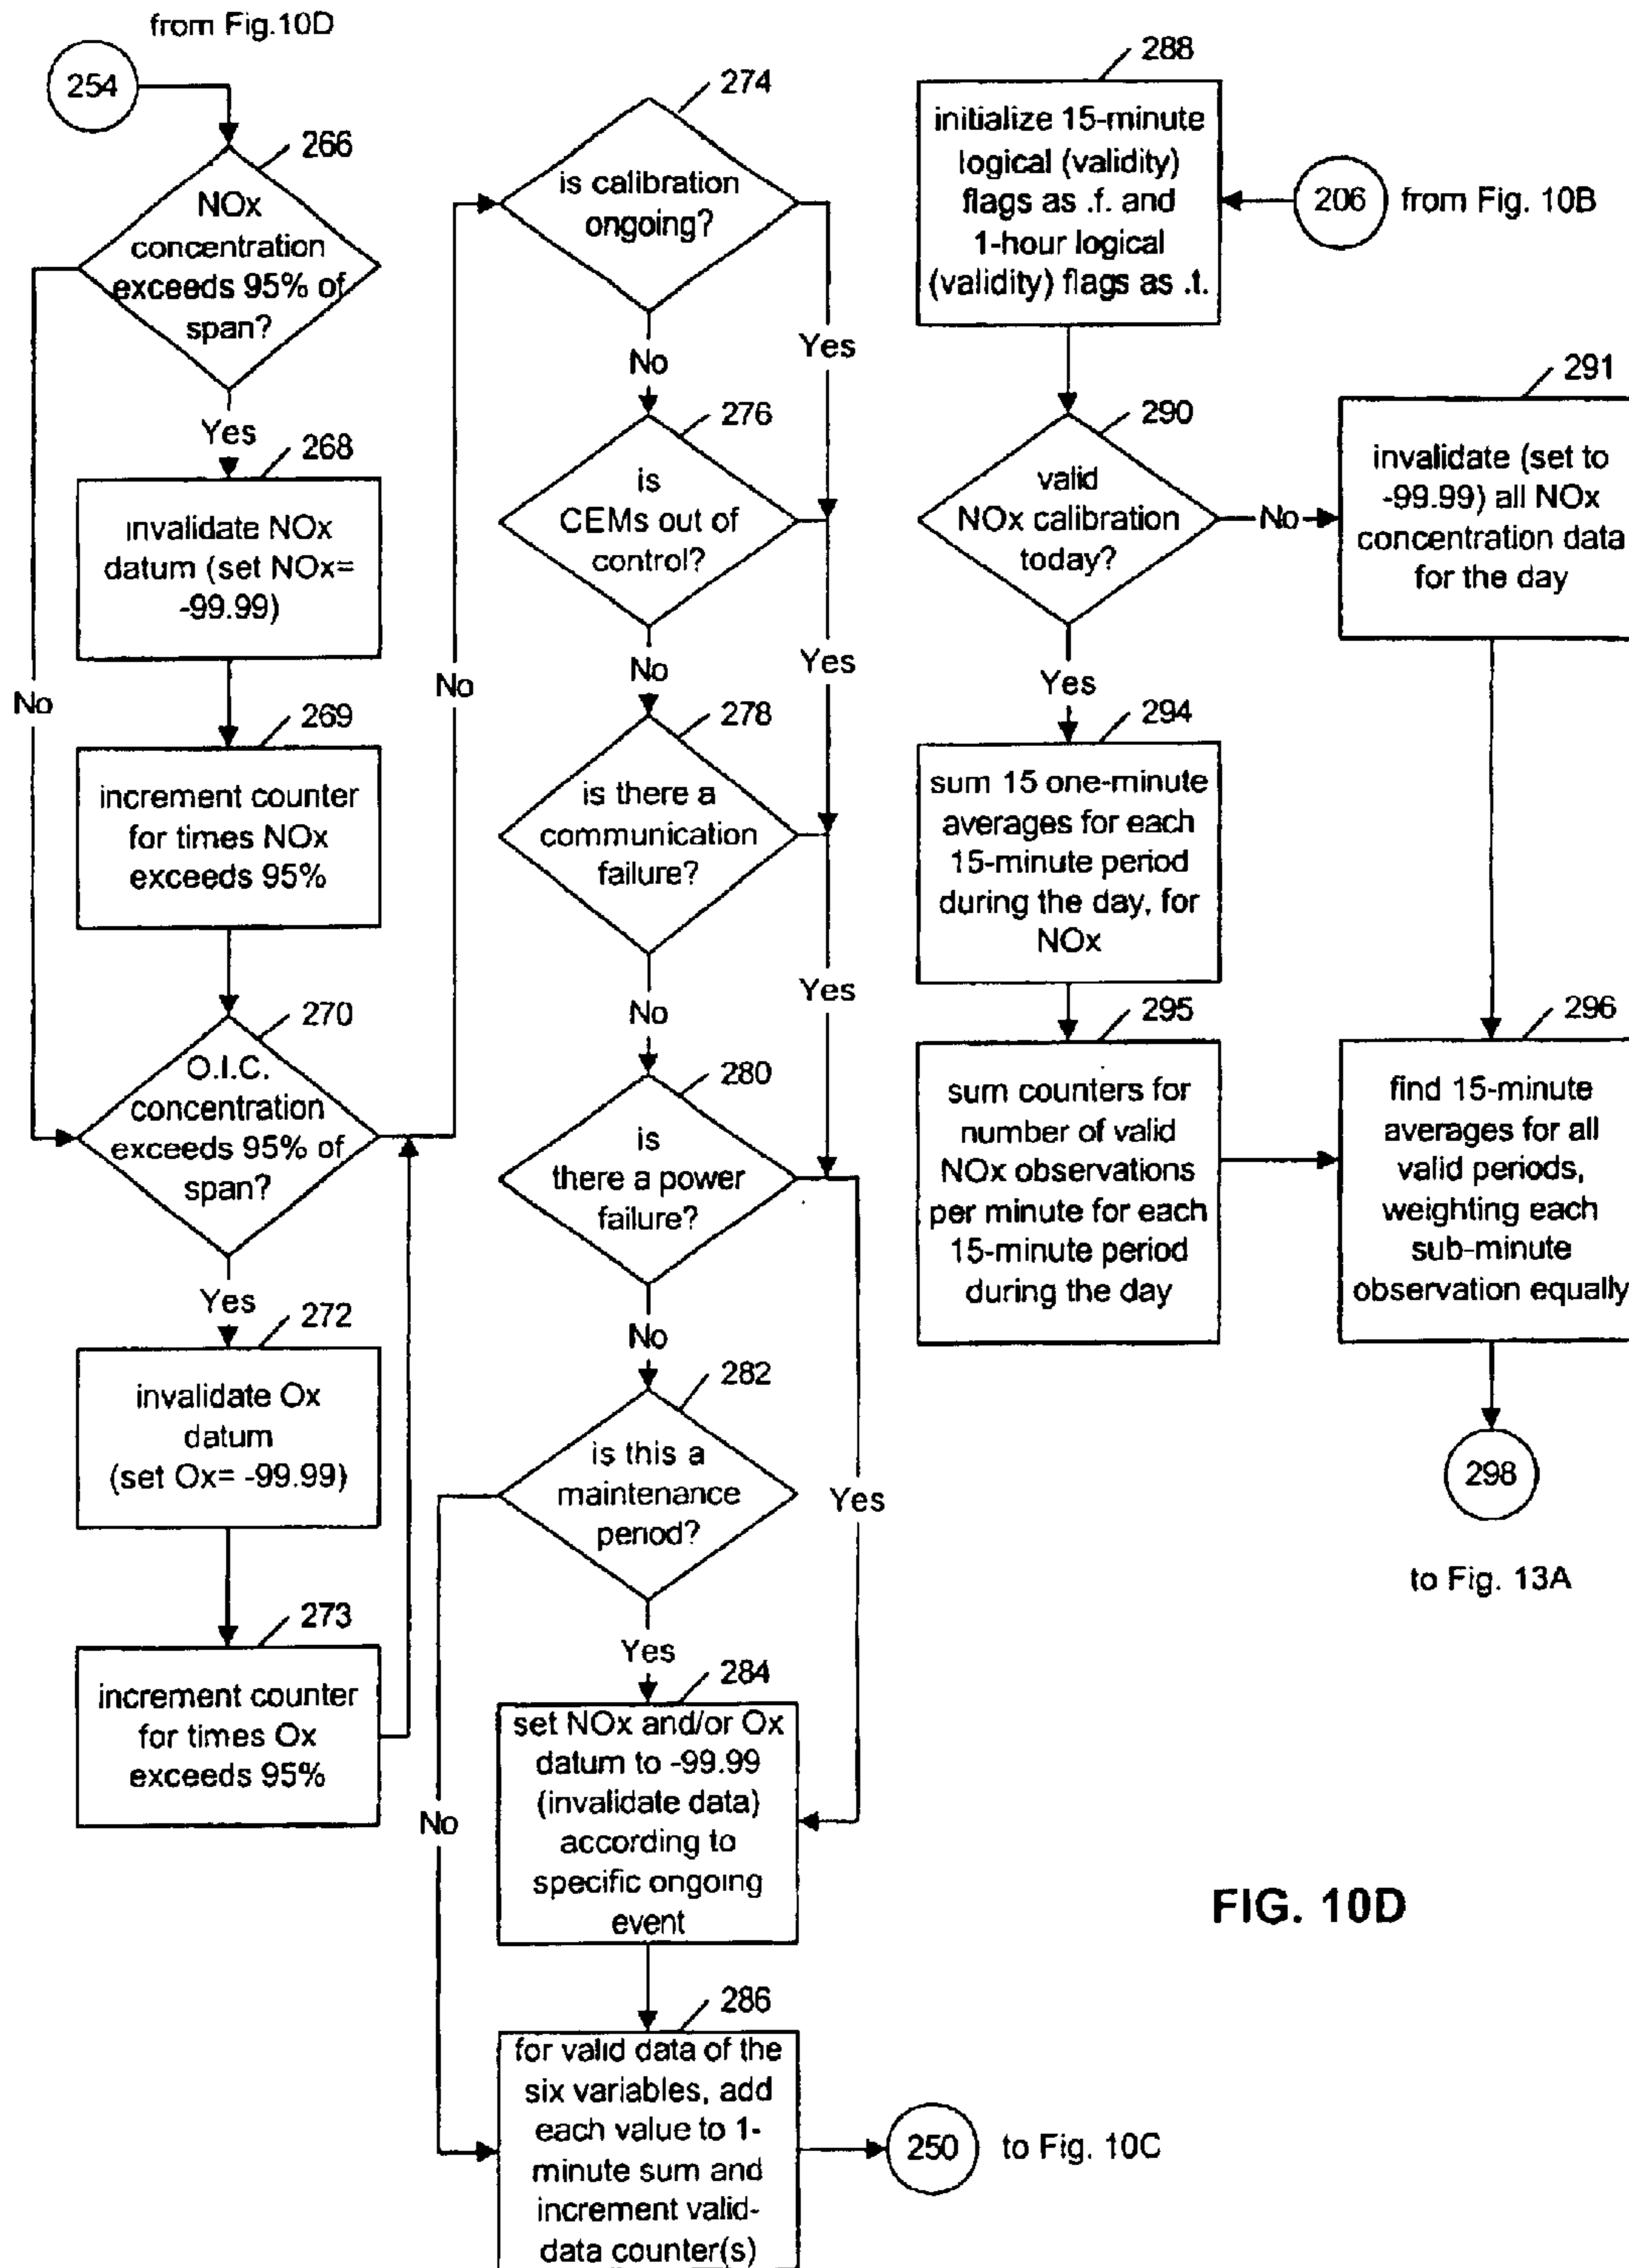 from Fig.10D
254
266
NOx
concentration
exceeds 95% of
span?
No
Yes
268
invalidate NOx
datum (set NOx=
-99.99)
269
increment counter
for times NOx
exceeds 95%
270
O.I.C.
concentration
exceeds 95% of
span?
No
Yes
272
invalidate Ox
datum
(set Ox= -99.99)
273
increment counter
for times Ox
exceeds 95%
274
is calibration
ongoing?
Yes
No
276
is
CEMs out of
control?
Yes
No
278
is there a
communication
failure?
Yes
No
280
is
there a power
failure?
Yes
No
282
is this a
maintenance
period?
No
Yes
284
set NOx and/or Ox
datum to -99.99
(invalidate data)
according to
specific ongoing
event
286
for valid data of the
six variables, add
each value to 1-
minute sum and
increment valid-
data counter(s)
250
to Fig. 10C
288
initialize 15-minute
logical (validity)
flags as .f. and
1-hour logical
(validity) flags as .t.
206
from Fig. 10B
290
valid
NOx calibration
today?
No
Yes
291
invalidate (set to
-99.99) all NOx
concentration data
for the day
294
sum 15 one-minute
averages for each
15-minute period
during the day, for
NOx
295
sum counters for
number of valid
NOx observations
per minute for each
15-minute period
during the day
296
find 15-minute
averages for all
valid periods,
weighting each
sub-minute
observation equally
298
to Fig. 13A
FIG. 10D